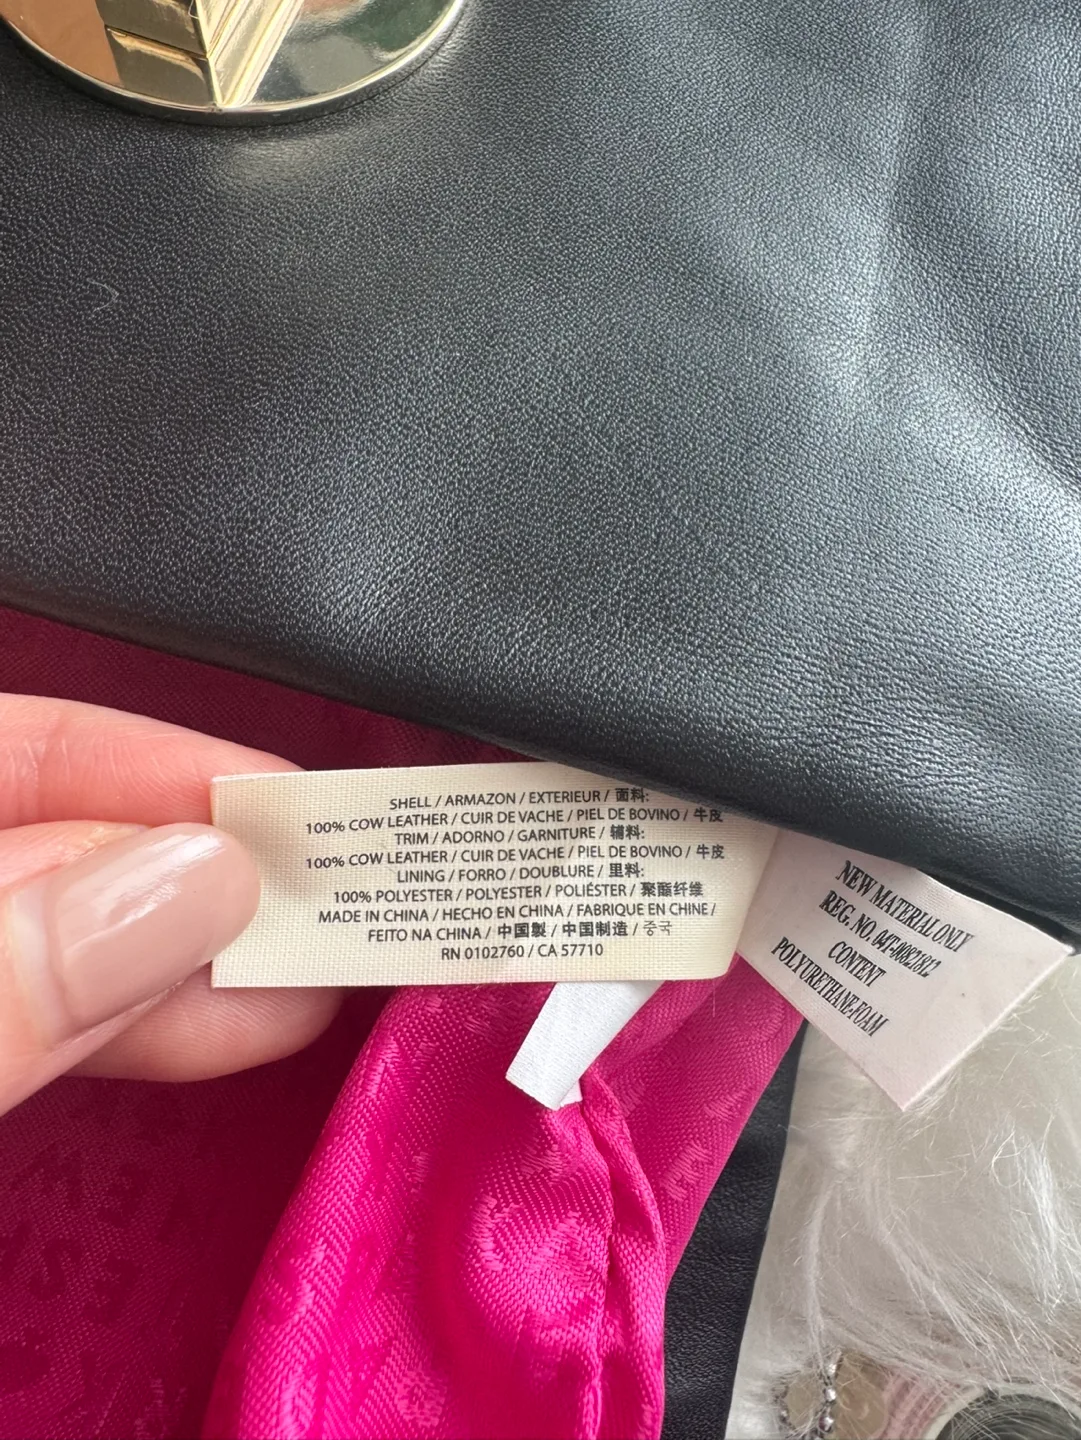 SHELL / ARMAZON / EXTERIEUR / 面料:
100% COW LEATHER / CUIR DE VACHE / PIEL DE BOVINO / 牛皮
TRIM / ADORNO / GARNITURE / 辅料:
100% COW LEATHER / CUIR DE VACHE / PIEL DE BOVINO / 牛皮
LINING / FORRO / DOUBLURE / 里料:
100% POLYESTER / POLYESTER / POLIÉSTER / 聚酯纤维
MADE IN CHINA / HECHO EN CHINA / FABRIQUE EN CHINE /
FEITO NA CHINA / 中国製 / 中国制造 / 중국
RN 0102760 / CA 57710
NEW MATERIAL ONLY
REG. NO. 047-00821812
CONTENT
POLYURETHANE-FOAM